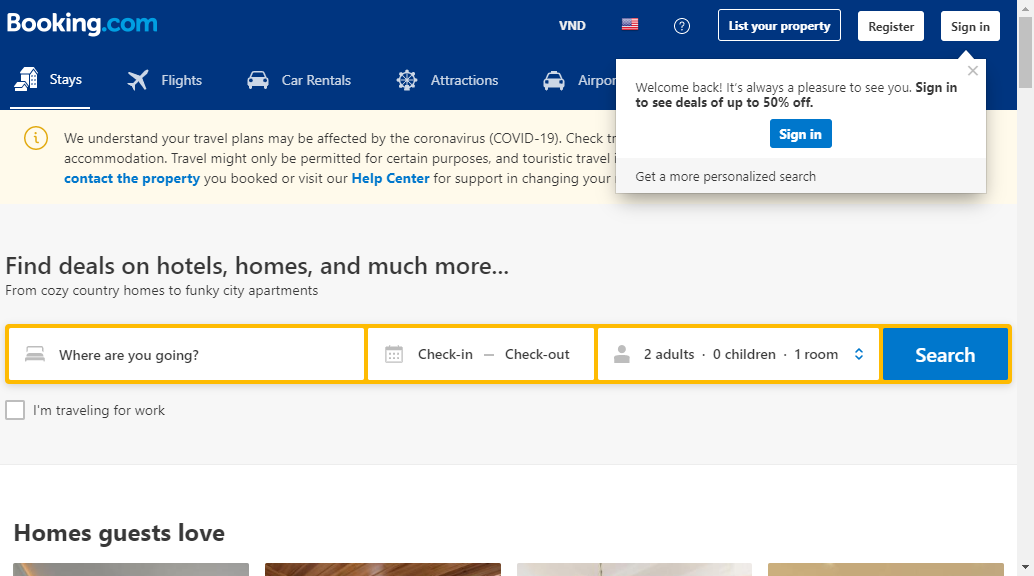 Booking.com
VND
List your property
Register
Sign in
Stays
Flights
Car Rentals
Attractions
Welcome back! It's always a pleasure to see you. Sign in
to see deals of up to 50% off.
Sign in
Get a more personalized search
We understand your travel plans may be affected by the coronavirus (COVID-19). Check
accommodation. Travel might only be permitted for certain purposes, and touristic travel
contact the property you booked or visit our Help Center for support in changing your
Find deals on hotels, homes, and much more...
From cozy country homes to funky city apartments
Where are you going?
Check-in — Check-out
2 adults · 0 children · 1 room
Search
I'm traveling for work
Homes guests love